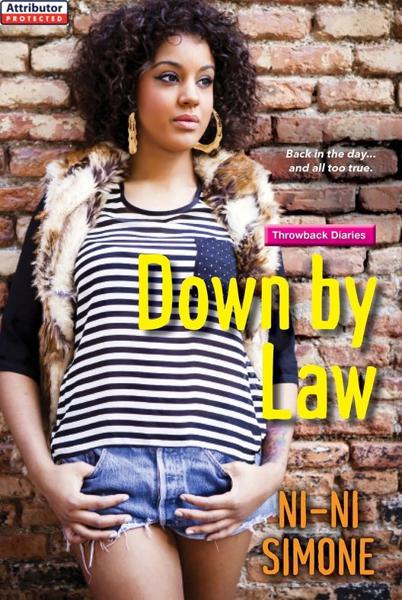 Attributor
PROTECTED
Back in the day...
and all too true.
Throwback Diaries
Down by
Law
NI-NI
SIMONE